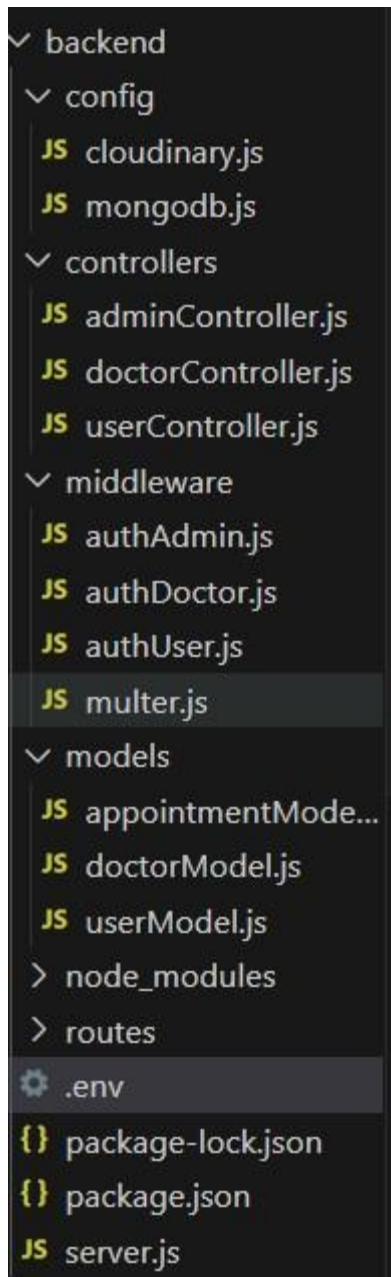 backend
config
JS cloudinary.js
JS mongodb.js
controllers
JS adminController.js
JS doctorController.js
JS userController.js
middleware
JS authAdmin.js
JS authDoctor.js
JS authUser.js
JS multer.js
models
JS appointmentMode...
JS doctorModel.js
JS userModel.js
node_modules
routes
.env
{} package-lock.json
{} package.json
JS server.js